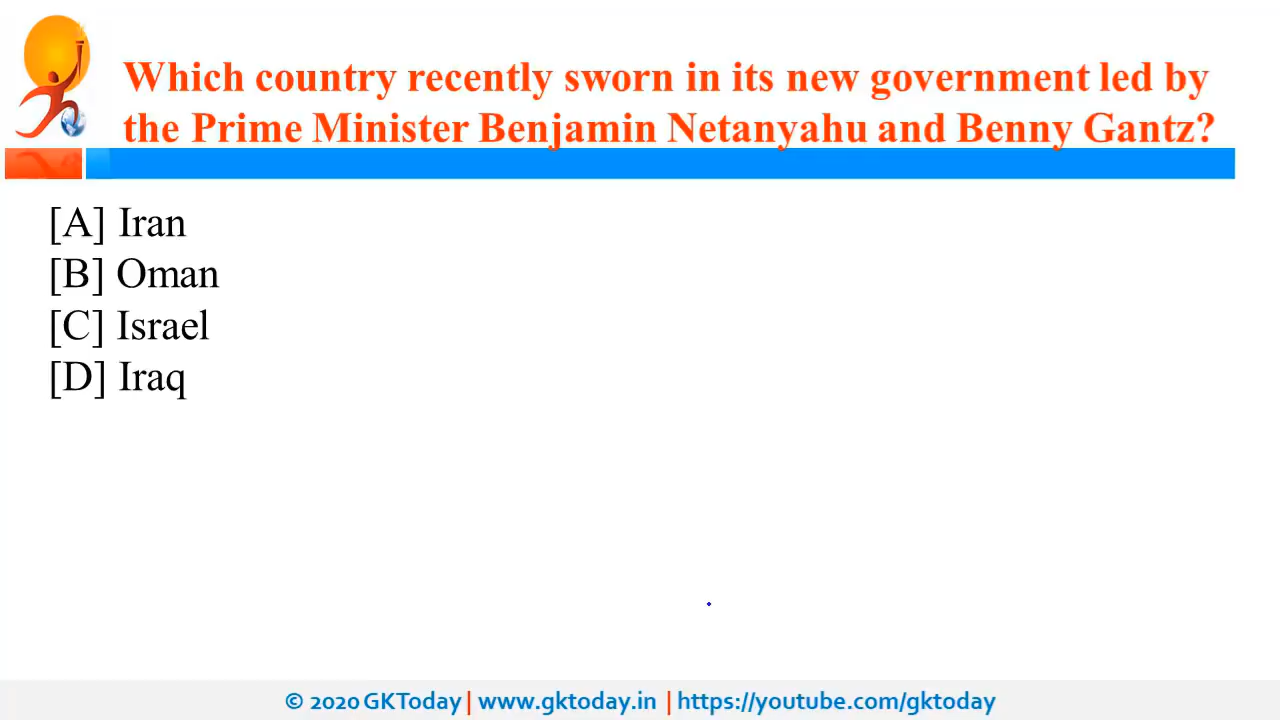 Which country recently sworn in its new government led by
the Prime Minister Benjamin Netanyahu and Benny Gantz?
[A] Iran
[B] Oman
[C] Israel
[D] Iraq
© 2020 GKToday | www.gktoday.in | https://youtube.com/gktoday